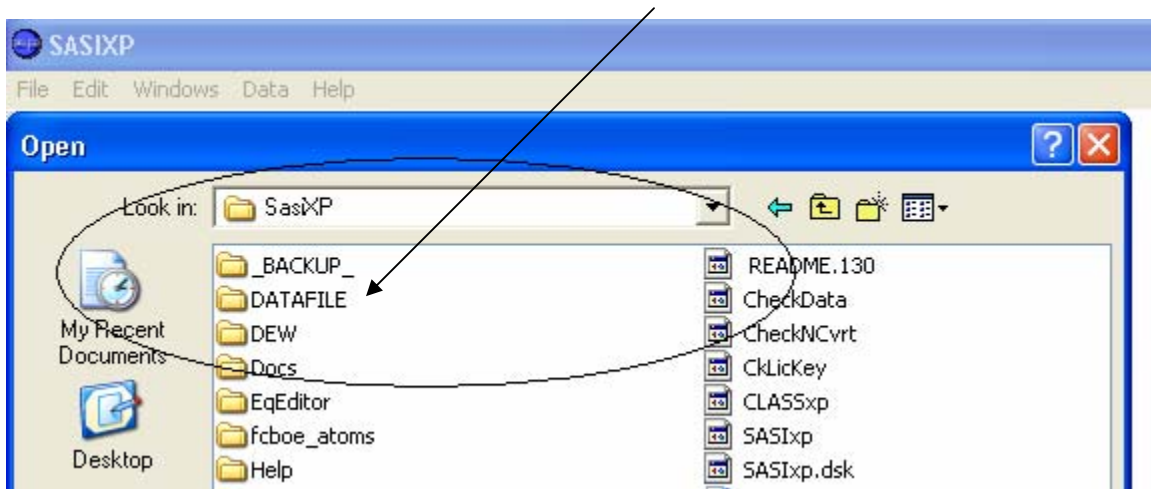 SASIXP
File Edit Windows Data Help
Open
Look in: SasiXP
My Recent
Documents
Desktop
_BACKUP_
DATAFILE
DEW
Docs
EqEditor
fcboe_atoms
Help
README.130
CheckData
CheckNCvrt
CkLicKey
CLASSxp
SASIxp
SASIxp.dsk